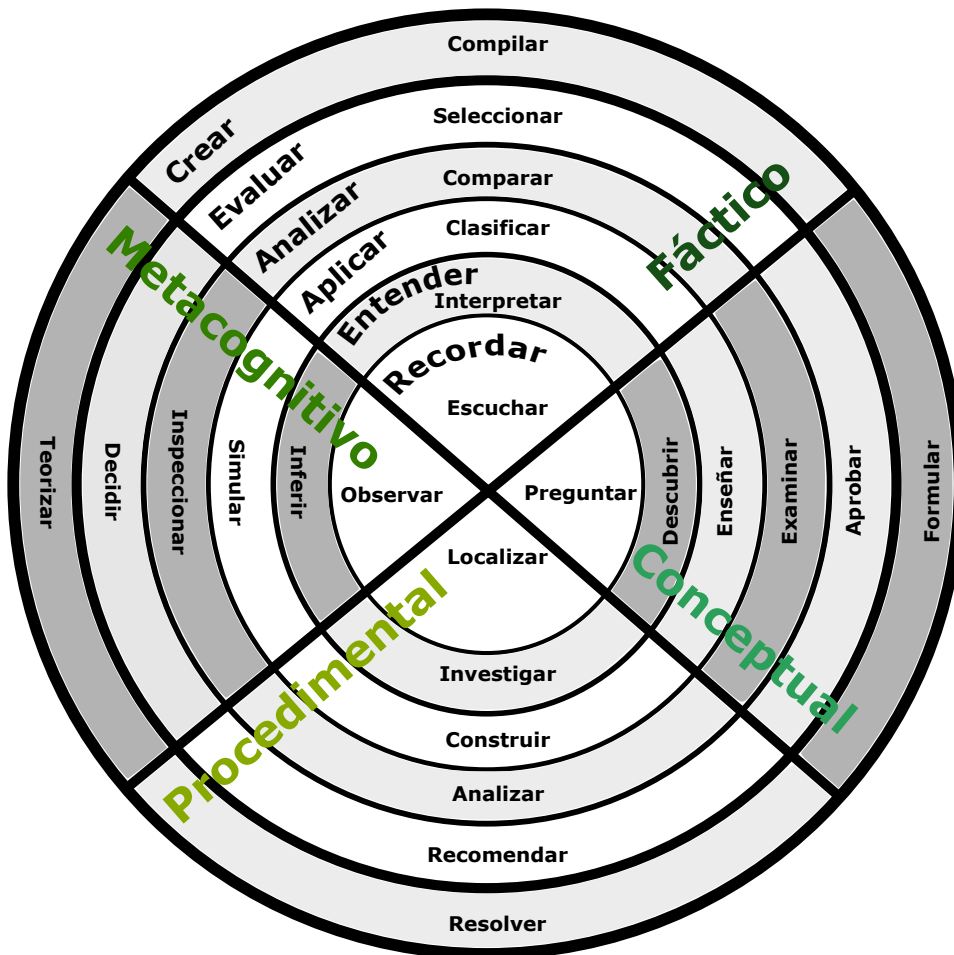 Compilar
Crear
Seleccionar
Evaluar
Comparar
Analizar
Clasificar
Aplicar
Interpretar
Entender
Recordar
Escuchar
Fáctico
Metacognitivo
Teorizar
Decidir
Inspeccionar
Simular
Inferir
Observar
Preguntar
Descubrir
Enseñar
Examinar
Aprobar
Formular
Conceptual
Localizar
Procedimental
Investigar
Construir
Analizar
Recomendar
Resolver